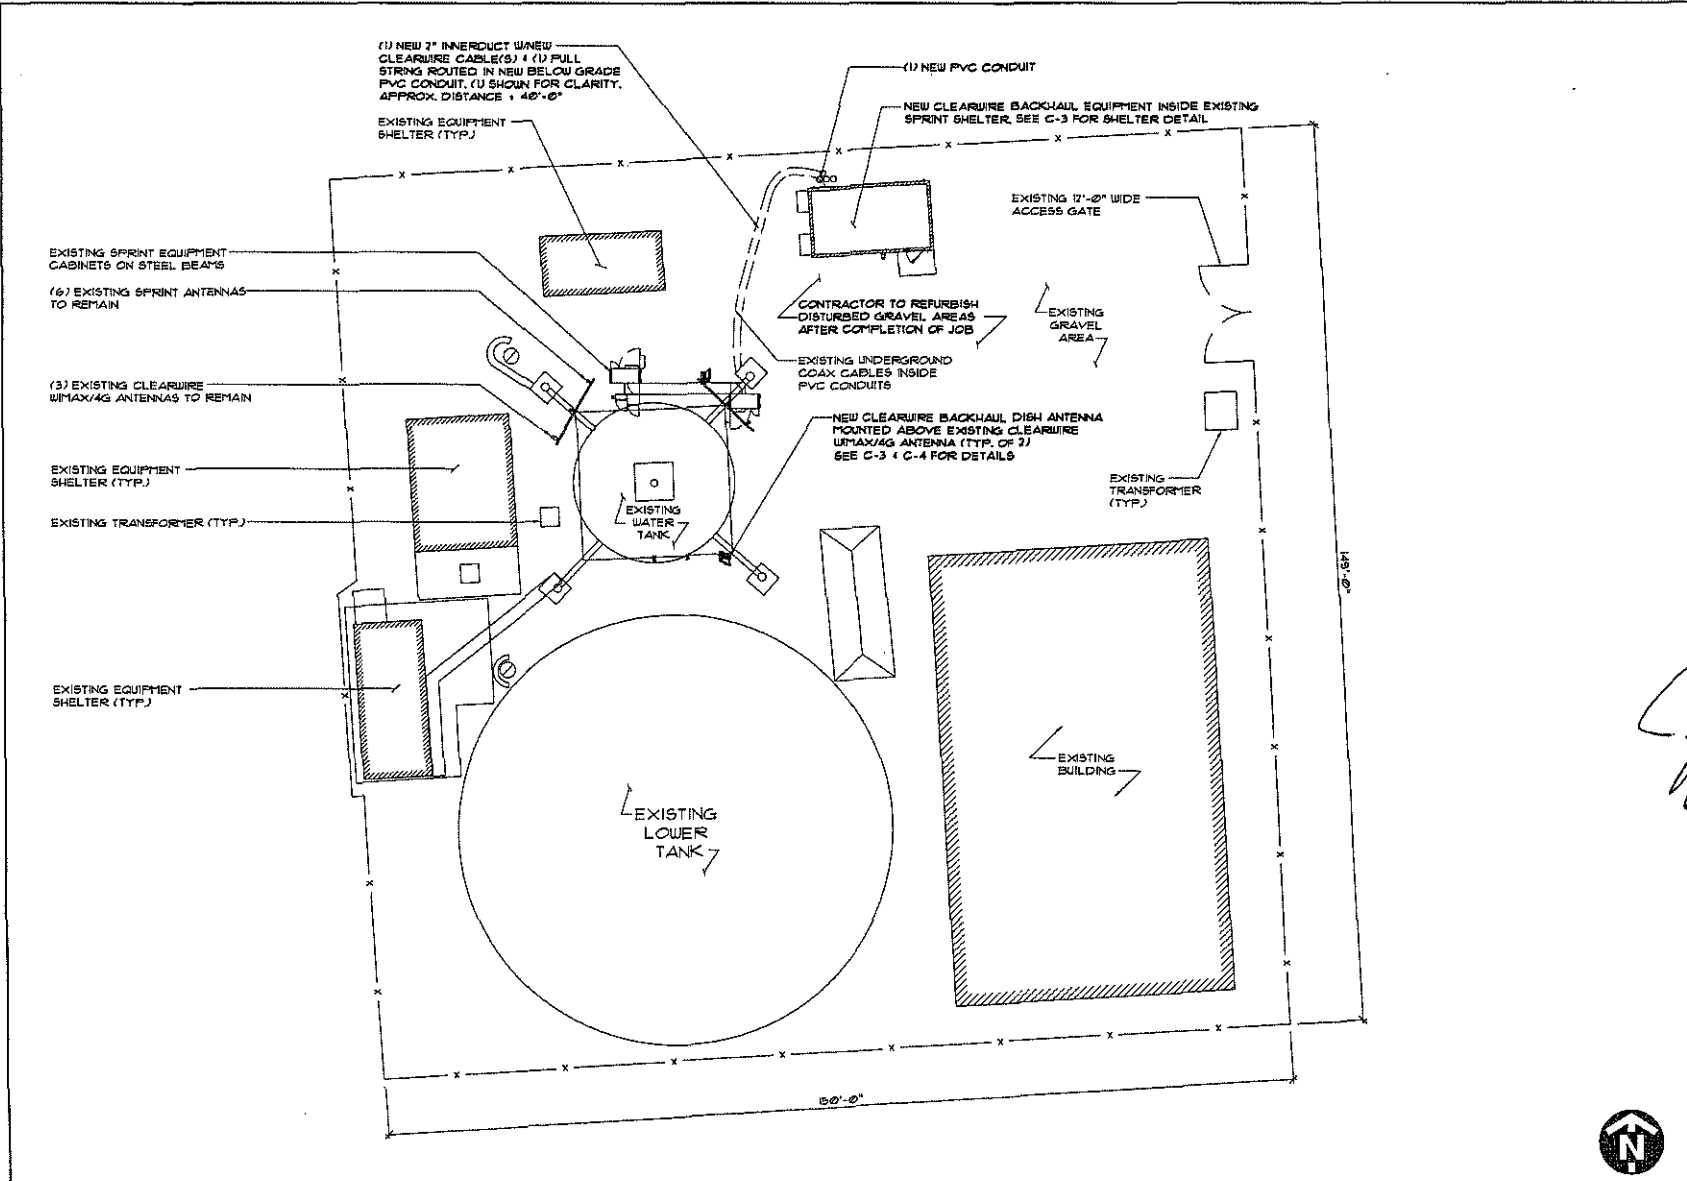 (1) NEW 2" INNERDUCT W/NEW
CLEARWIRE CABLE(S) & (1) PULL
STRING ROUTED IN NEW BELOW GRADE
PVC CONDUIT. (1) SHOWN FOR CLARITY.
APPROX. DISTANCE = 40'-0"
EXISTING EQUIPMENT
SHELTER (TYP.)
(1) NEW PVC CONDUIT
NEW CLEARWIRE BACKHAUL EQUIPMENT INSIDE EXISTING
SPRINT SHELTER, SEE C-3 FOR SHELTER DETAIL
EXISTING 12'-0" WIDE
ACCESS GATE
EXISTING SPRINT EQUIPMENT
CABINETS ON STEEL BEAMS
(6) EXISTING SPRINT ANTENNAS
TO REMAIN
CONTRACTOR TO REFURBISH
DISTURBED GRAVEL AREAS
AFTER COMPLETION OF JOB
EXISTING
GRAVEL
AREA
EXISTING UNDERGROUND
COAX CABLES INSIDE
PVC CONDUITS
(3) EXISTING CLEARWIRE
WIMAX/4G ANTENNAS TO REMAIN
NEW CLEARWIRE BACKHAUL DISH ANTENNA
MOUNTED ABOVE EXISTING CLEARWIRE
WIMAX/4G ANTENNA (TYP. OF 2)
SEE C-3 & C-4 FOR DETAILS
EXISTING EQUIPMENT
SHELTER (TYP.)
EXISTING
TRANSFORMER
(TYP.)
EXISTING TRANSFORMER (TYP.)
EXISTING
WATER
TANK
EXISTING EQUIPMENT
SHELTER (TYP.)
EXISTING
BUILDING
EXISTING
LOWER
TANK
150'-0"
N